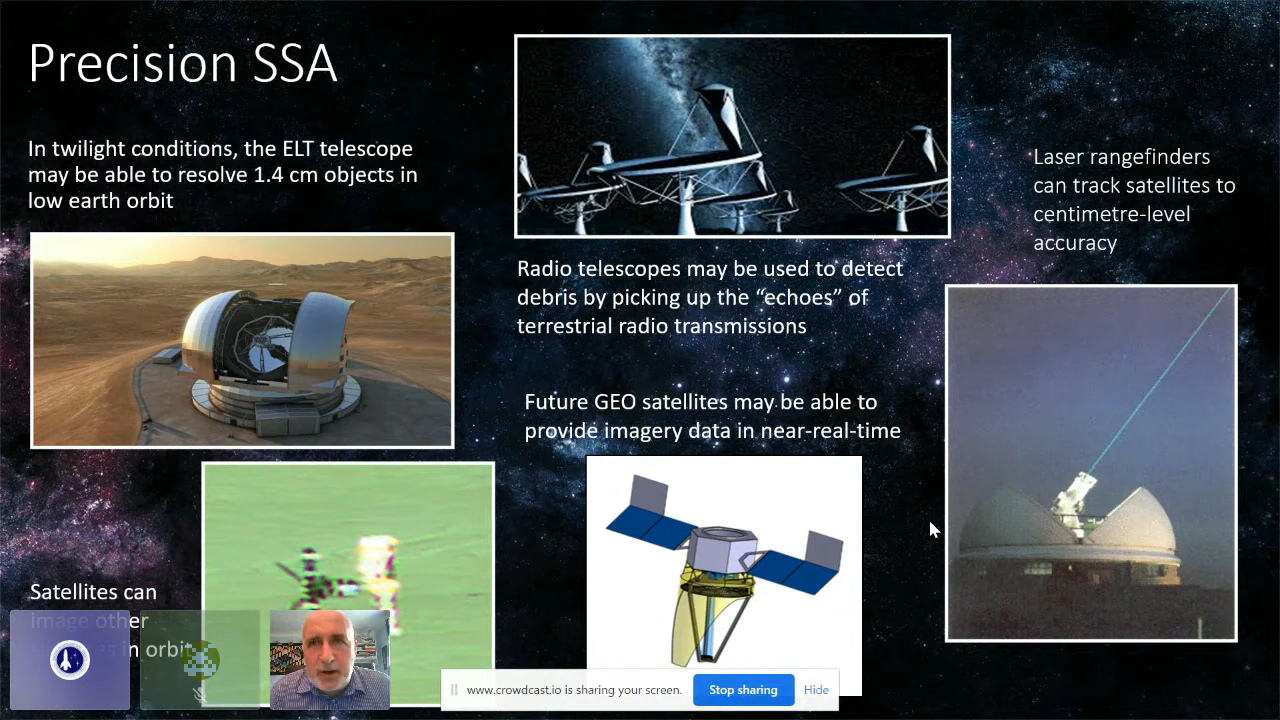 Precision SSA
In twilight conditions, the ELT telescope
may be able to resolve 1.4 cm objects in
low earth orbit
Radio telescopes may be used to detect
debris by picking up the “echoes” of
terrestrial radio transmissions
Laser rangefinders
can track satellites to
centimetre-level
accuracy
Future GEO satellites may be able to
provide imagery data in near-real-time
Satellites can
image other
in orbit
www.crowdcast.io is sharing your screen.
Stop sharing
Hide